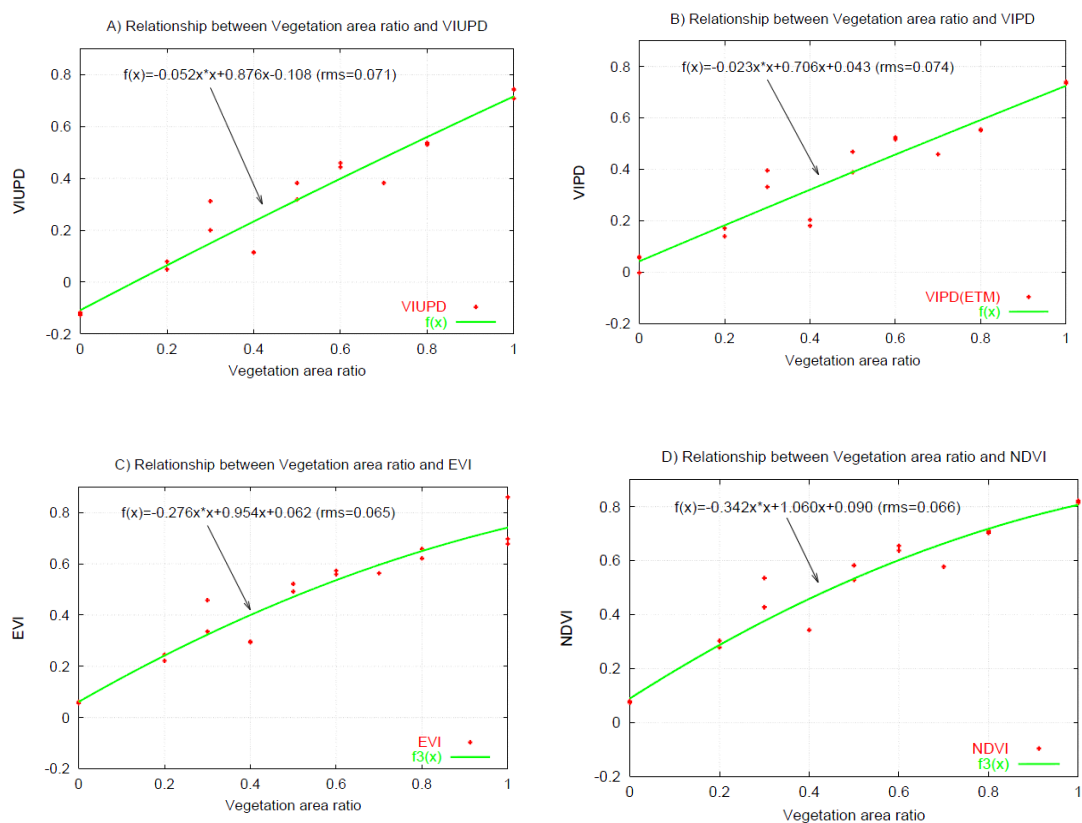 A) Relationship between Vegetation area ratio and VIUPD
f(x)=-0.052x*x+0.876x-0.108 (rms=0.071)
0.8
0.6
0.4
0.2
0
-0.2
VIUPD
VIUPD
f(x)
0 0.2 0.4 0.6 0.8 1
Vegetation area ratio
B) Relationship between Vegetation area ratio and VIPD
f(x)=-0.023x*x+0.706x+0.043 (rms=0.074)
0.8
0.6
0.4
0.2
0
-0.2
VIPD
VIPD(ETM)
f(x)
0 0.2 0.4 0.6 0.8 1
Vegetation area ratio
C) Relationship between Vegetation area ratio and EVI
f(x)=-0.276x*x+0.954x+0.062 (rms=0.065)
0.8
0.6
0.4
0.2
0
-0.2
EVI
EVI
f3(x)
0 0.2 0.4 0.6 0.8 1
Vegetation area ratio
D) Relationship between Vegetation area ratio and NDVI
f(x)=-0.342x*x+1.060x+0.090 (rms=0.066)
0.8
0.6
0.4
0.2
0
-0.2
NDVI
NDVI
f3(x)
0 0.2 0.4 0.6 0.8 1
Vegetation area ratio